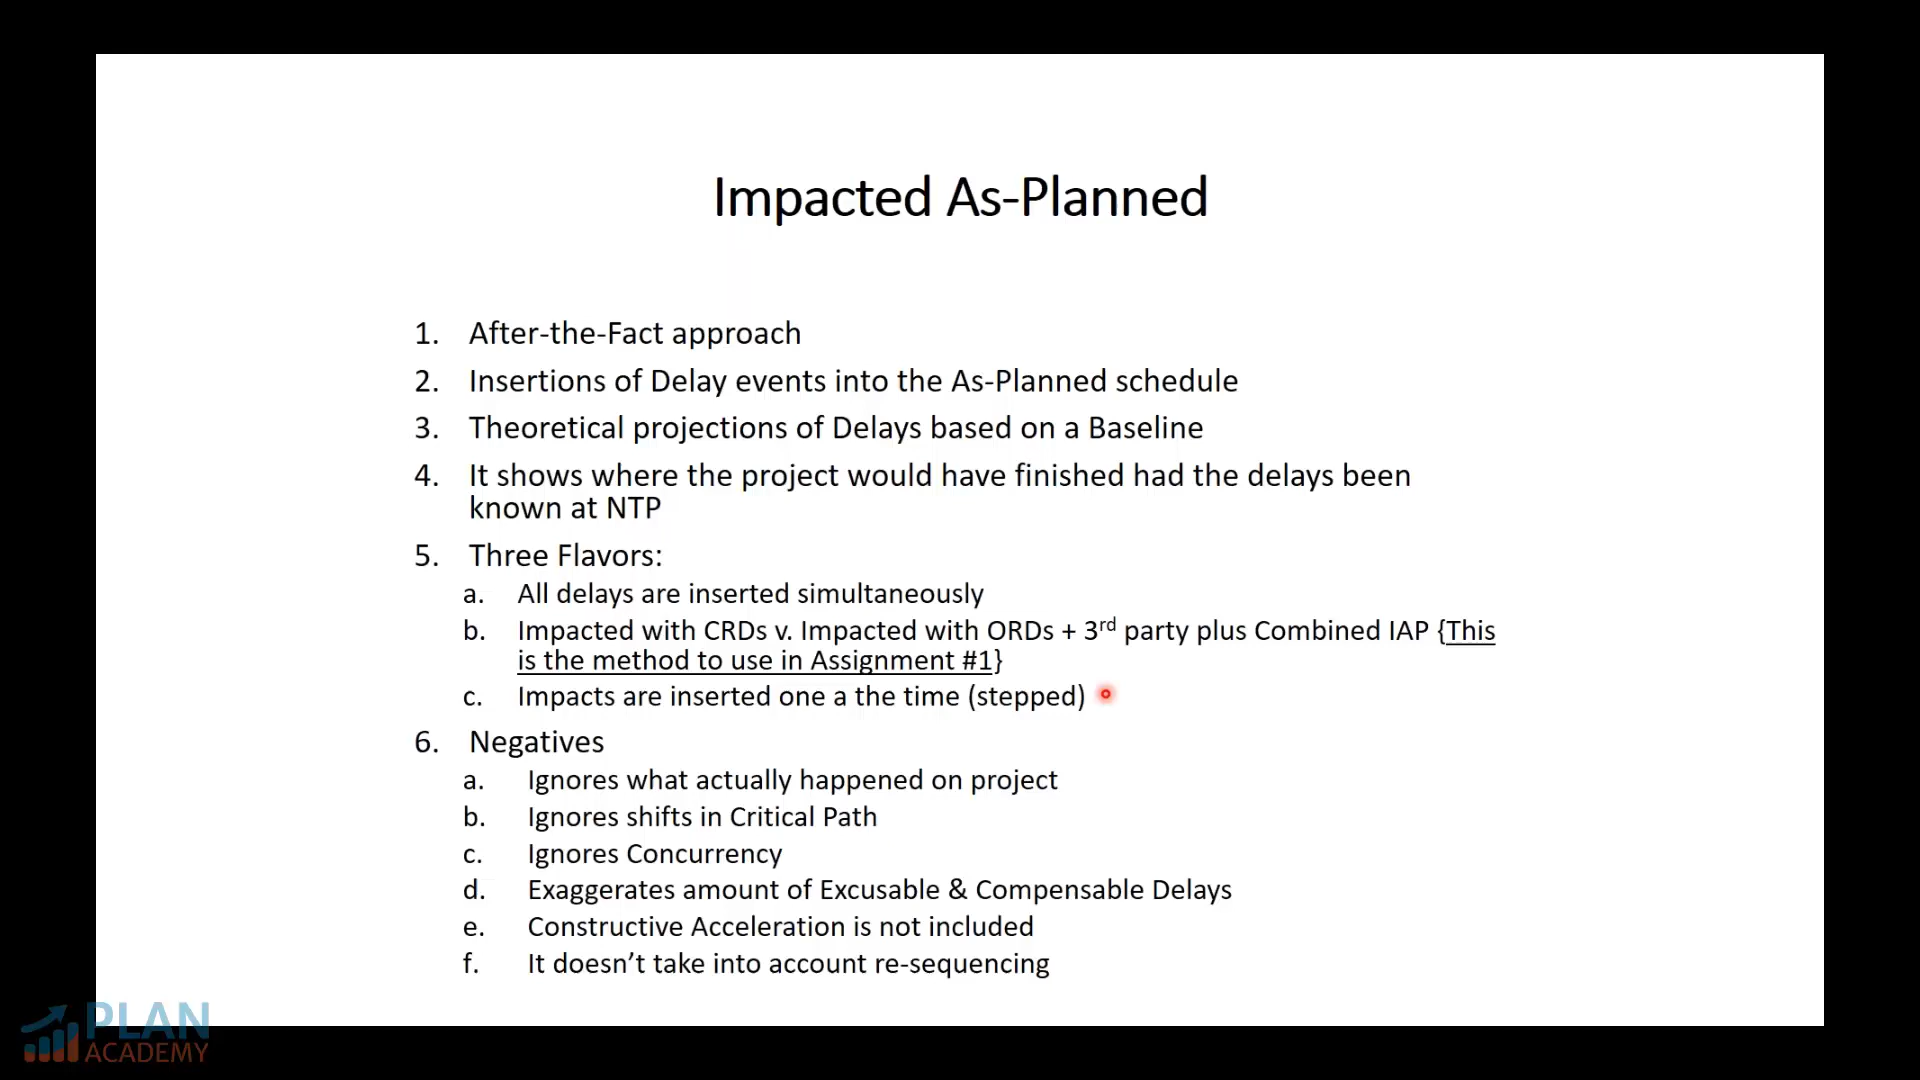 Impacted As-Planned
1. After-the-Fact approach
2. Insertions of Delay events into the As-Planned schedule
3. Theoretical projections of Delays based on a Baseline
4. It shows where the project would have finished had the delays been
known at NTP
5. Three Flavors:
a. All delays are inserted simultaneously
b. Impacted with CRDs v. Impacted with ORDs + 3rd party plus Combined IAP {This
is the method to use in Assignment #1}
c. Impacts are inserted one a the time (stepped)
6. Negatives
a. Ignores what actually happened on project
b. Ignores shifts in Critical Path
c. Ignores Concurrency
d. Exaggerates amount of Excusable & Compensable Delays
e. Constructive Acceleration is not included
f. It doesn’t take into account re-sequencing
PLAN
ACADEMY